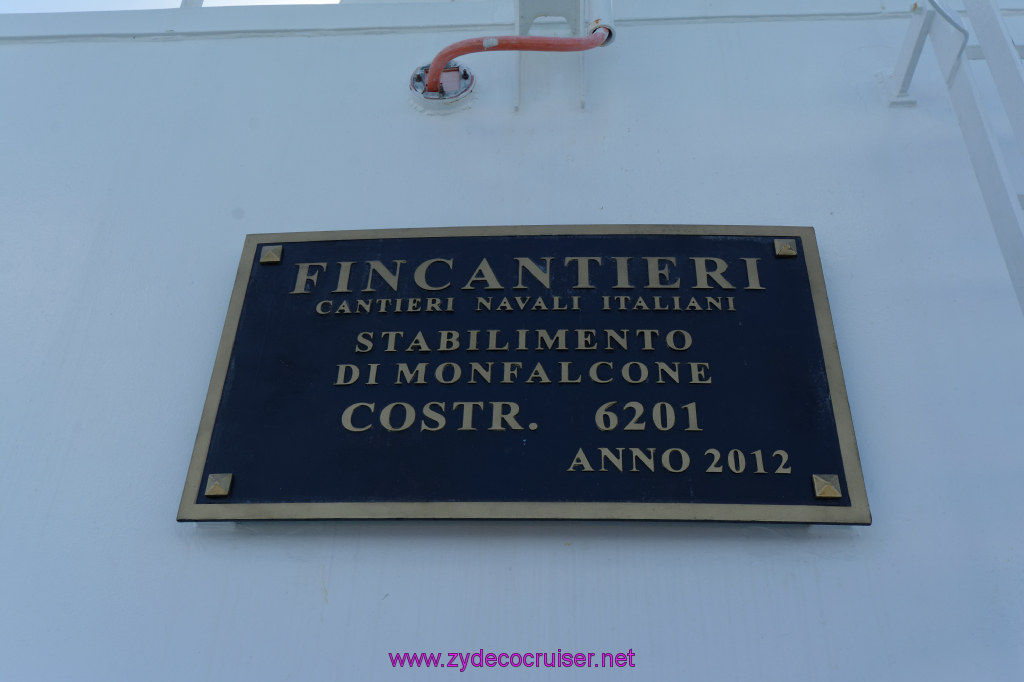 FINCANTIERI
CANTIERI NAVALI ITALIANI
STABILIMENTO
DI MONFALCONE
COSTR. 6201
ANNO 2012
www.zydecocruiser.net